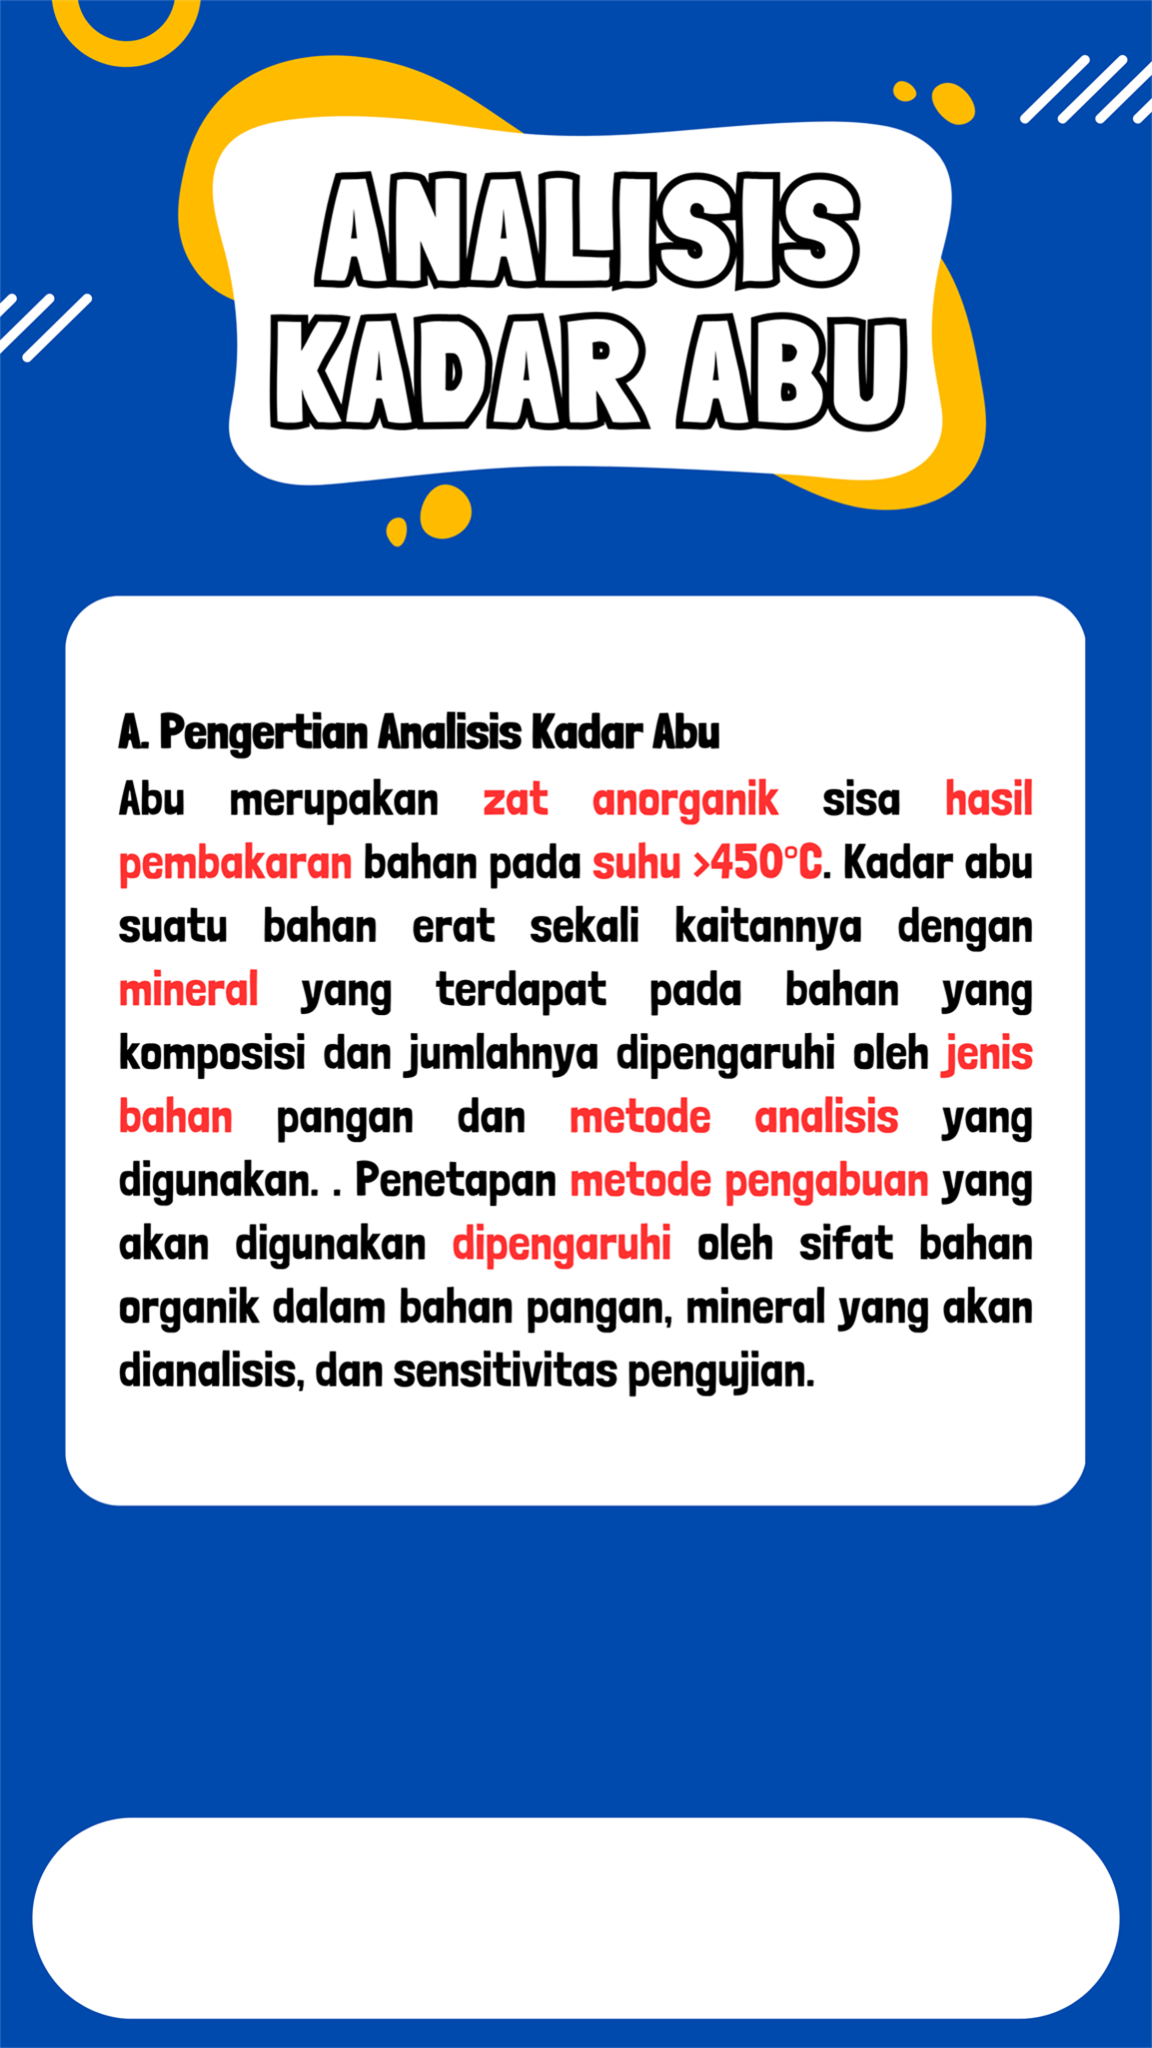 ANALISIS
KADAR ABU
A. Pengertian Analisis Kadar Abu
Abu merupakan zat anorganik sisa hasil
pembakaran bahan pada suhu >450°C. Kadar abu
suatu bahan erat sekali kaitannya dengan
mineral yang terdapat pada bahan yang
komposisi dan jumlahnya dipengaruhi oleh jenis
bahan pangan dan metode analisis yang
digunakan. . Penetapan metode pengabuan yang
akan digunakan dipengaruhi oleh sifat bahan
organik dalam bahan pangan, mineral yang akan
dianalisis, dan sensitivitas pengujian.